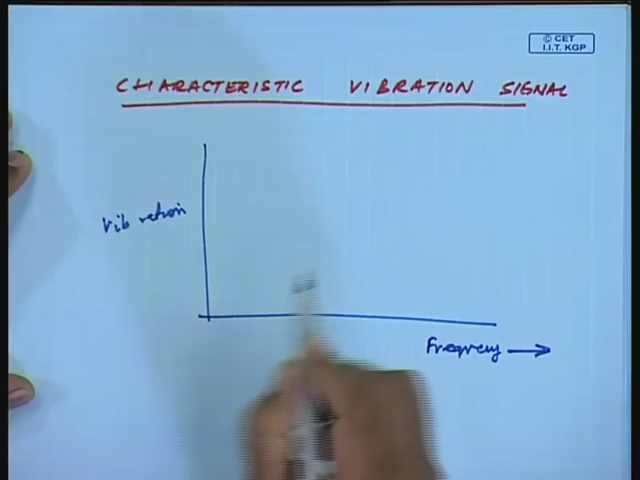 © CET
I.I.T. KGP
CHARACTERISTIC VIBRATION SIGNAL
Vibration
Frequency